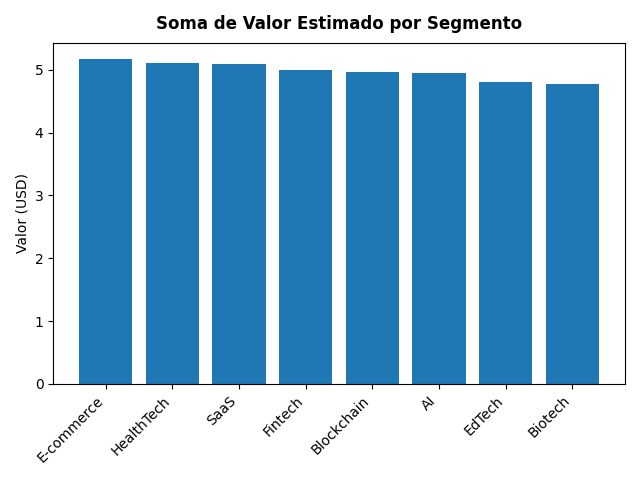 Soma de Valor Estimado por Segmento
Valor (USD)
5
4
3
2
1
0
E-commerce
HealthTech
SaaS
Fintech
Blockchain
AI
EdTech
Biotech